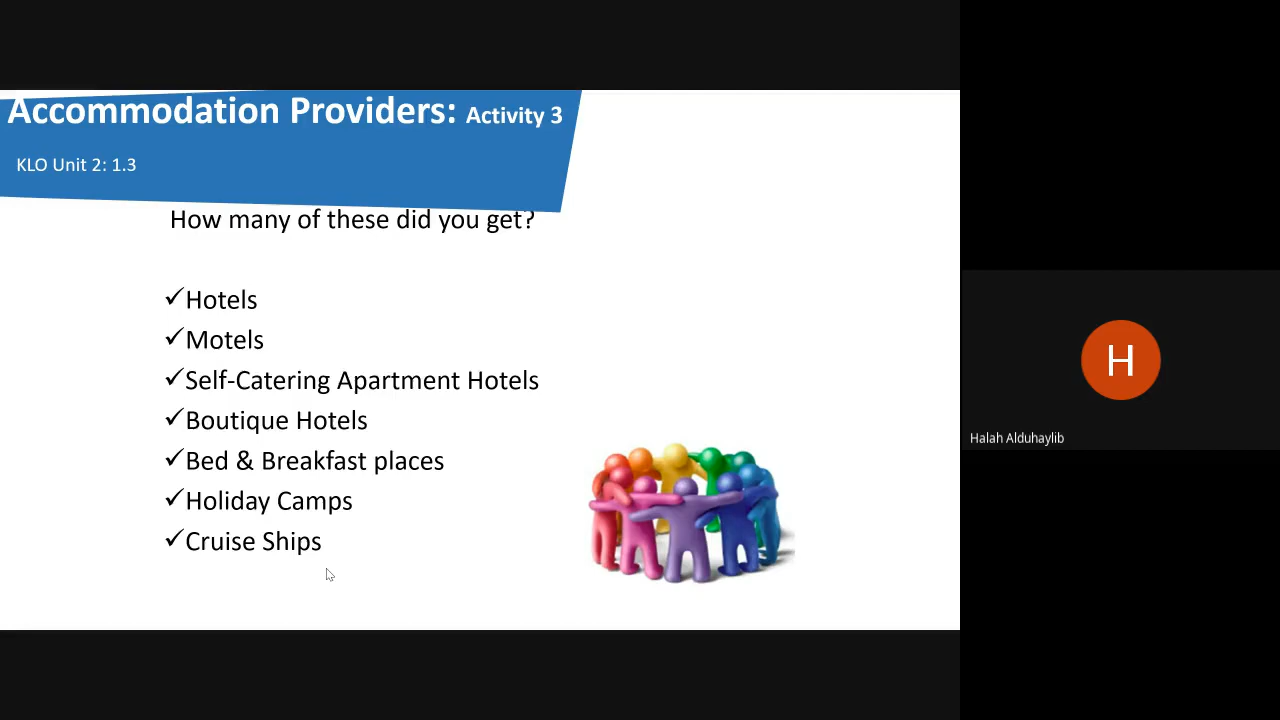 Accommodation Providers: Activity 3
KLO Unit 2: 1.3
How many of these did you get?
✓Hotels
✓Motels
✓Self-Catering Apartment Hotels
✓Boutique Hotels
✓Bed & Breakfast places
✓Holiday Camps
✓Cruise Ships
H
Halah Alduhaylib